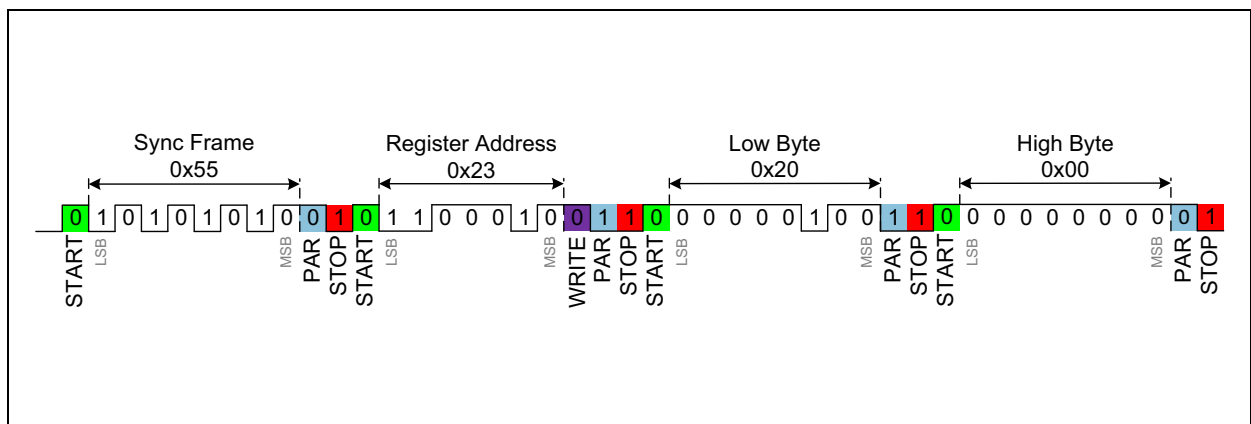 Sync Frame Register Address Low Byte High Byte
0x55 0x23 0x20 0x00
0 1 0 1 0 1 0 1 0 0 1 0 1 1 0 0 0 1 0 0 1 1 0 0 0 0 0 0 1 0 0 1 1 0 0 0 0 0 0 0 0 0 0 1
START LSB MSB PAR STOP START LSB MSB WRITE PAR STOP START LSB MSB PAR STOP START LSB MSB PAR STOP